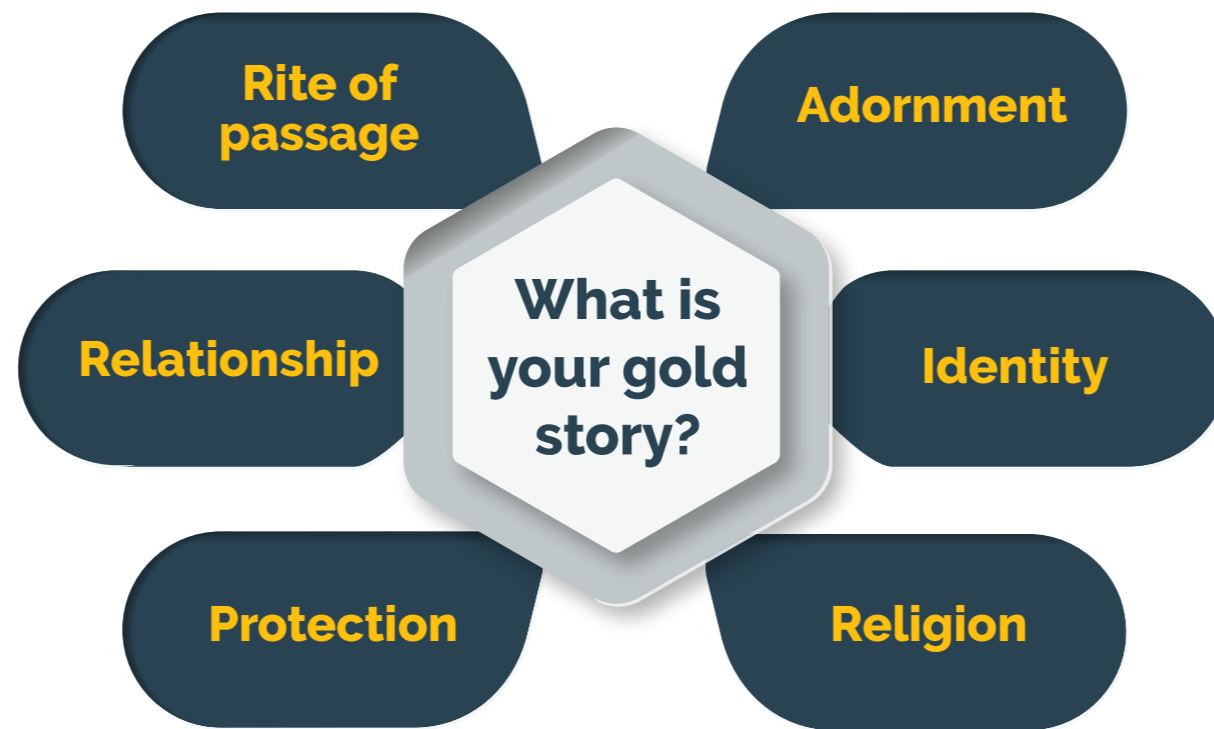 Rite of
passage
Adornment
Relationship
What is
your gold
story?
Identity
Protection
Religion